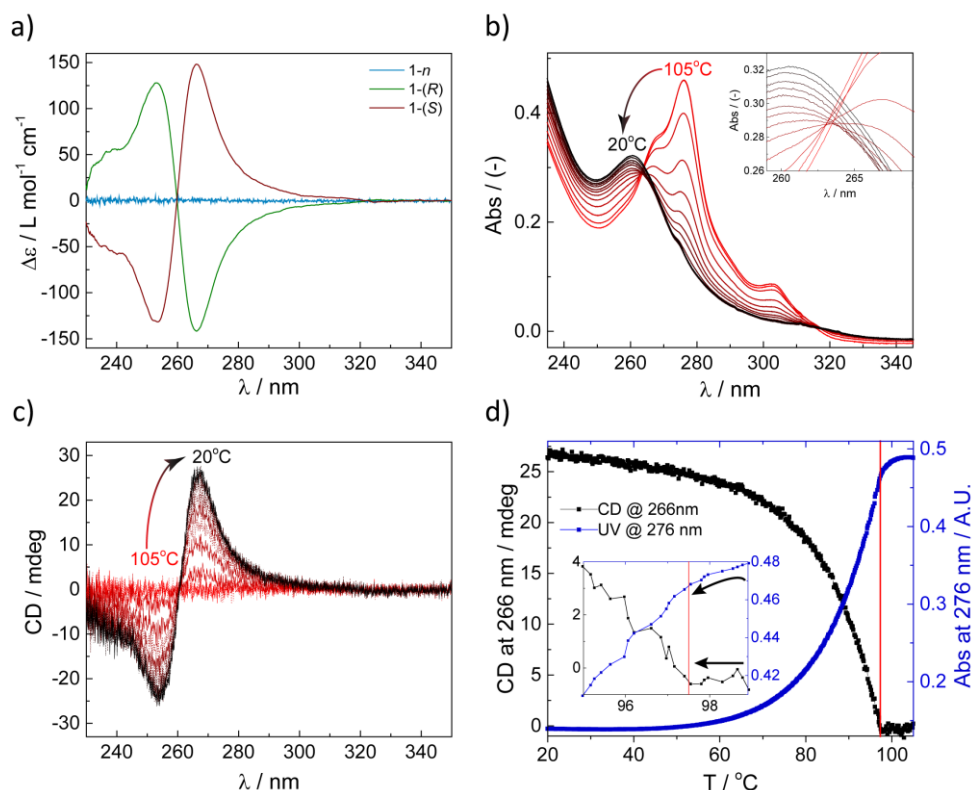 a)
1-n
1-(R)
1-(S)
150
100
50
0
-50
-100
-150
Δε / L mol⁻¹ cm⁻¹
240 260 280 300 320 340
λ / nm
b)
105°C
20°C
0.4
0.2
0.0
Abs / (-)
240 260 280 300 320 340
λ / nm
0.32
0.30
0.28
0.26
Abs / (-)
260 265
λ / nm
c)
20°C
105°C
30
20
10
0
-10
-20
-30
CD / mdeg
240 260 280 300 320 340
λ / nm
d)
25
20
15
10
5
0
CD at 266 nm / mdeg
CD @ 266nm
UV @ 276 nm
4
2
0
96 98
0.48
0.46
0.44
0.42
0.5
0.4
0.3
0.2
Abs at 276 nm / A.U.
20 40 60 80 100
T / °C